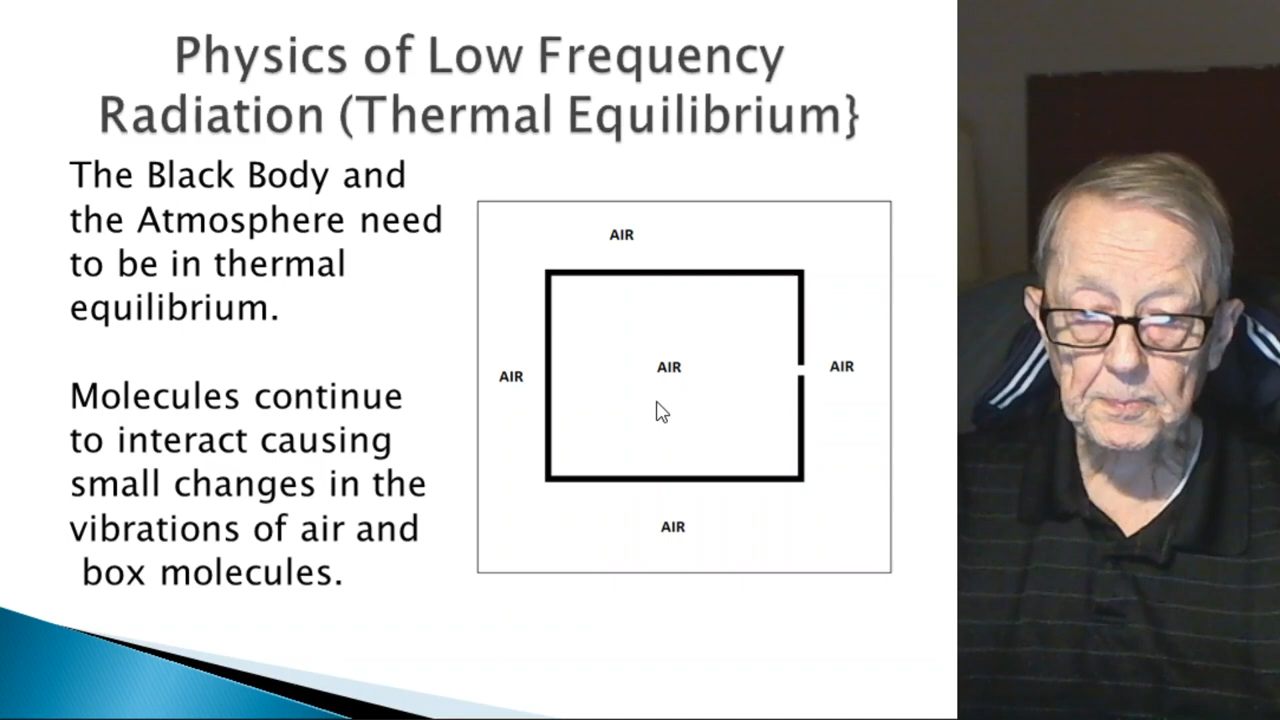 Physics of Low Frequency
Radiation (Thermal Equilibrium}
The Black Body and
the Atmosphere need
to be in thermal
equilibrium.
Molecules continue
to interact causing
small changes in the
vibrations of air and
box molecules.
AIR
AIR
AIR
AIR
AIR